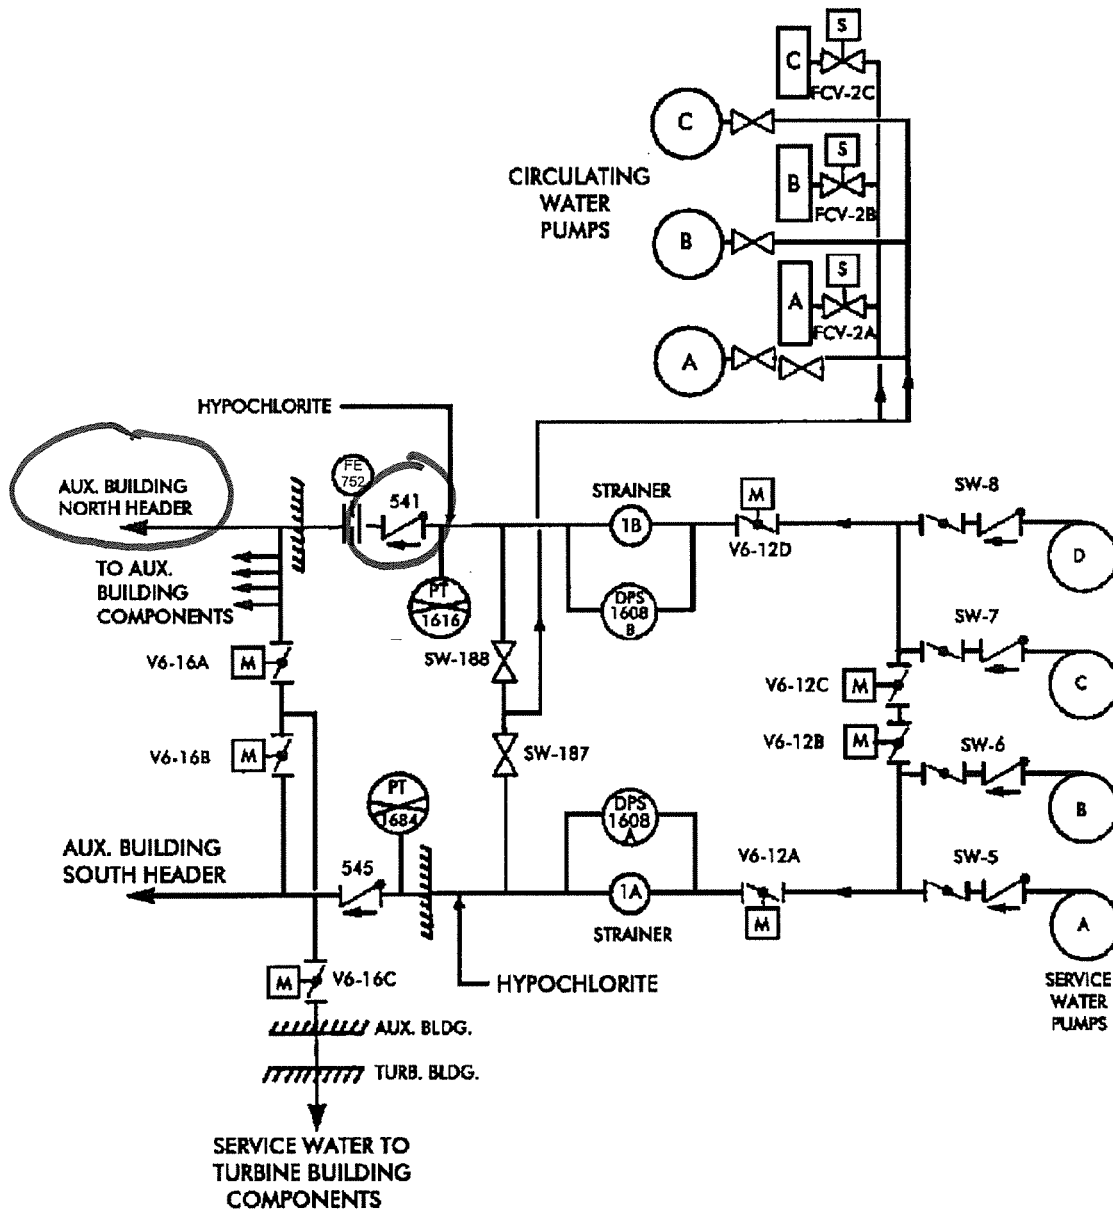 S
C
FCV-2C
C
S
CIRCULATING
WATER
PUMPS
B
FCV-2B
B
S
A
FCV-2A
A
HYPOCHLORITE
AUX. BUILDING
NORTH HEADER
FE
752
541
STRAINER
1B
M
V6-12D
SW-8
D
TO AUX.
BUILDING
COMPONENTS
PT
1616
DPS
1608
B
SW-7
C
V6-16A
M
SW-188
V6-12C
M
V6-16B
M
SW-187
V6-12B
M
SW-6
B
PT
1684
DPS
1608
A
AUX. BUILDING
SOUTH HEADER
545
V6-12A
SW-5
1A
M
A
STRAINER
M
V6-16C
HYPOCHLORITE
SERVICE
WATER
PUMPS
AUX. BLDG.
TURB. BLDG.
SERVICE WATER TO
TURBINE BUILDING
COMPONENTS